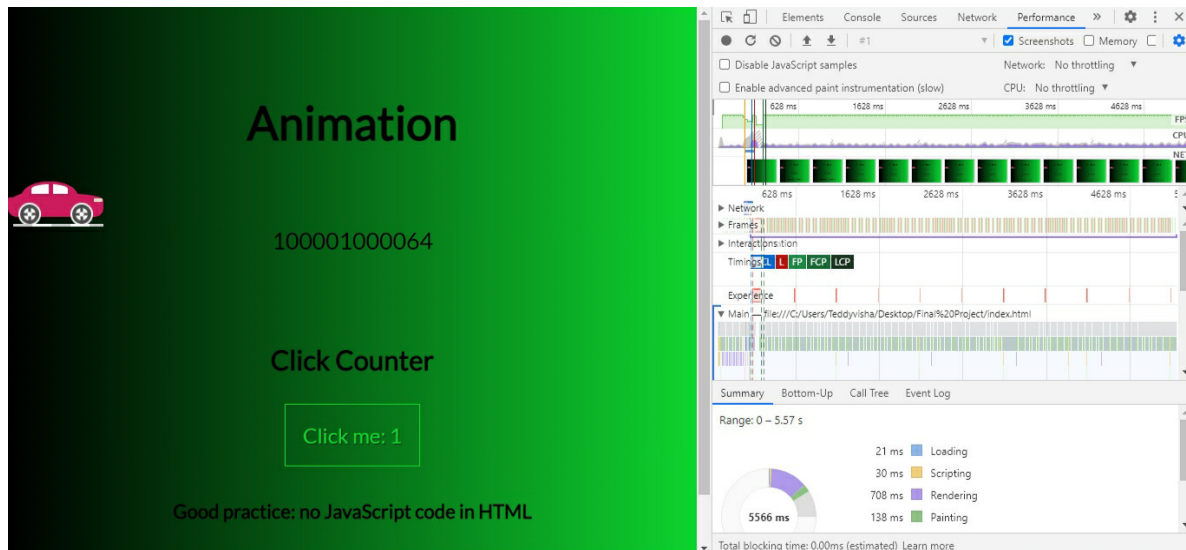 Animation
100001000064
Click Counter
Click me: 1
Good practice: no JavaScript code in HTML
Elements Console Sources Network Performance »
#1 Screenshots Memory
Disable JavaScript samples Network: No throttling
Enable advanced paint instrumentation (slow) CPU: No throttling
628 ms 1628 ms 2628 ms 3628 ms 4628 ms
FPS
CPU
NET
628 ms 1628 ms 2628 ms 3628 ms 4628 ms
Network
Frames
Interactions
Timings L FP FCP LCP
Experience
Main — file:///C:/Users/Teddyvisha/Desktop/Final%20Project/index.html
Summary Bottom-Up Call Tree Event Log
Range: 0 – 5.57 s
21 ms Loading
30 ms Scripting
708 ms Rendering
5566 ms 138 ms Painting
Total blocking time: 0.00ms (estimated) Learn more